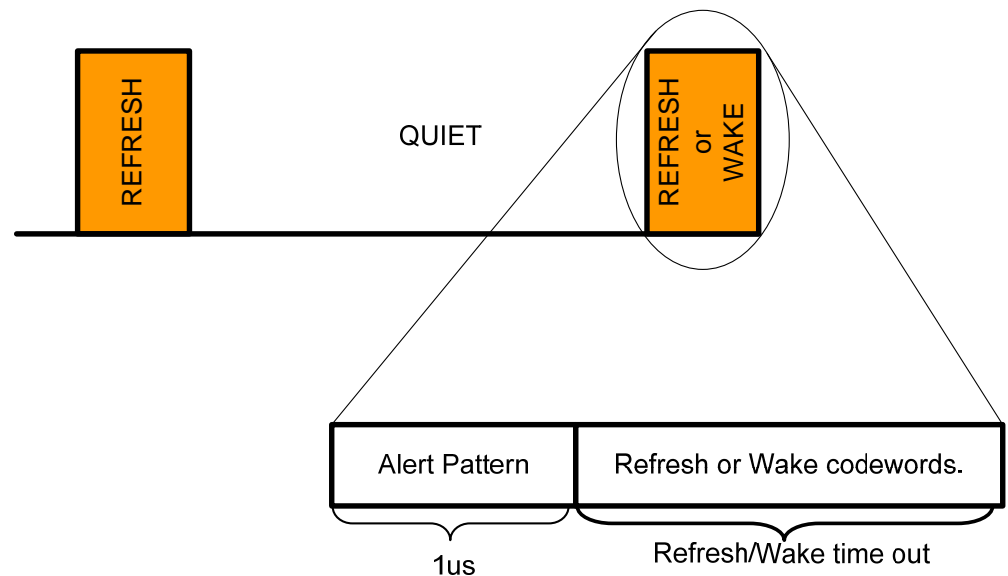 REFRESH
QUIET
REFRESH
or
WAKE
Alert Pattern
Refresh or Wake codewords.
1us
Refresh/Wake time out